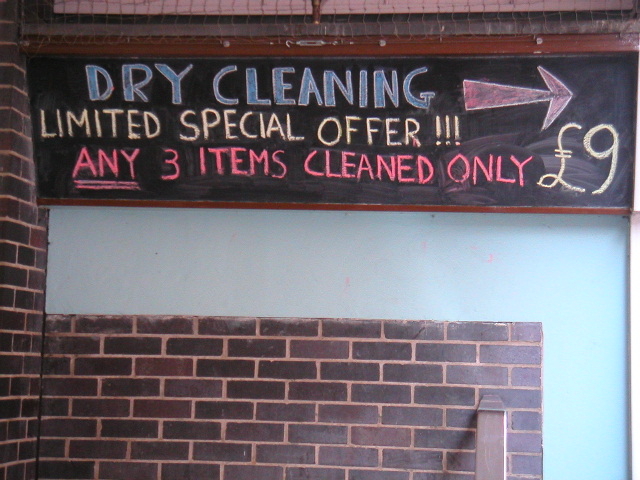 DRY CLEANING
LIMITED SPECIAL OFFER !!!
ANY 3 ITEMS CLEANED ONLY £9